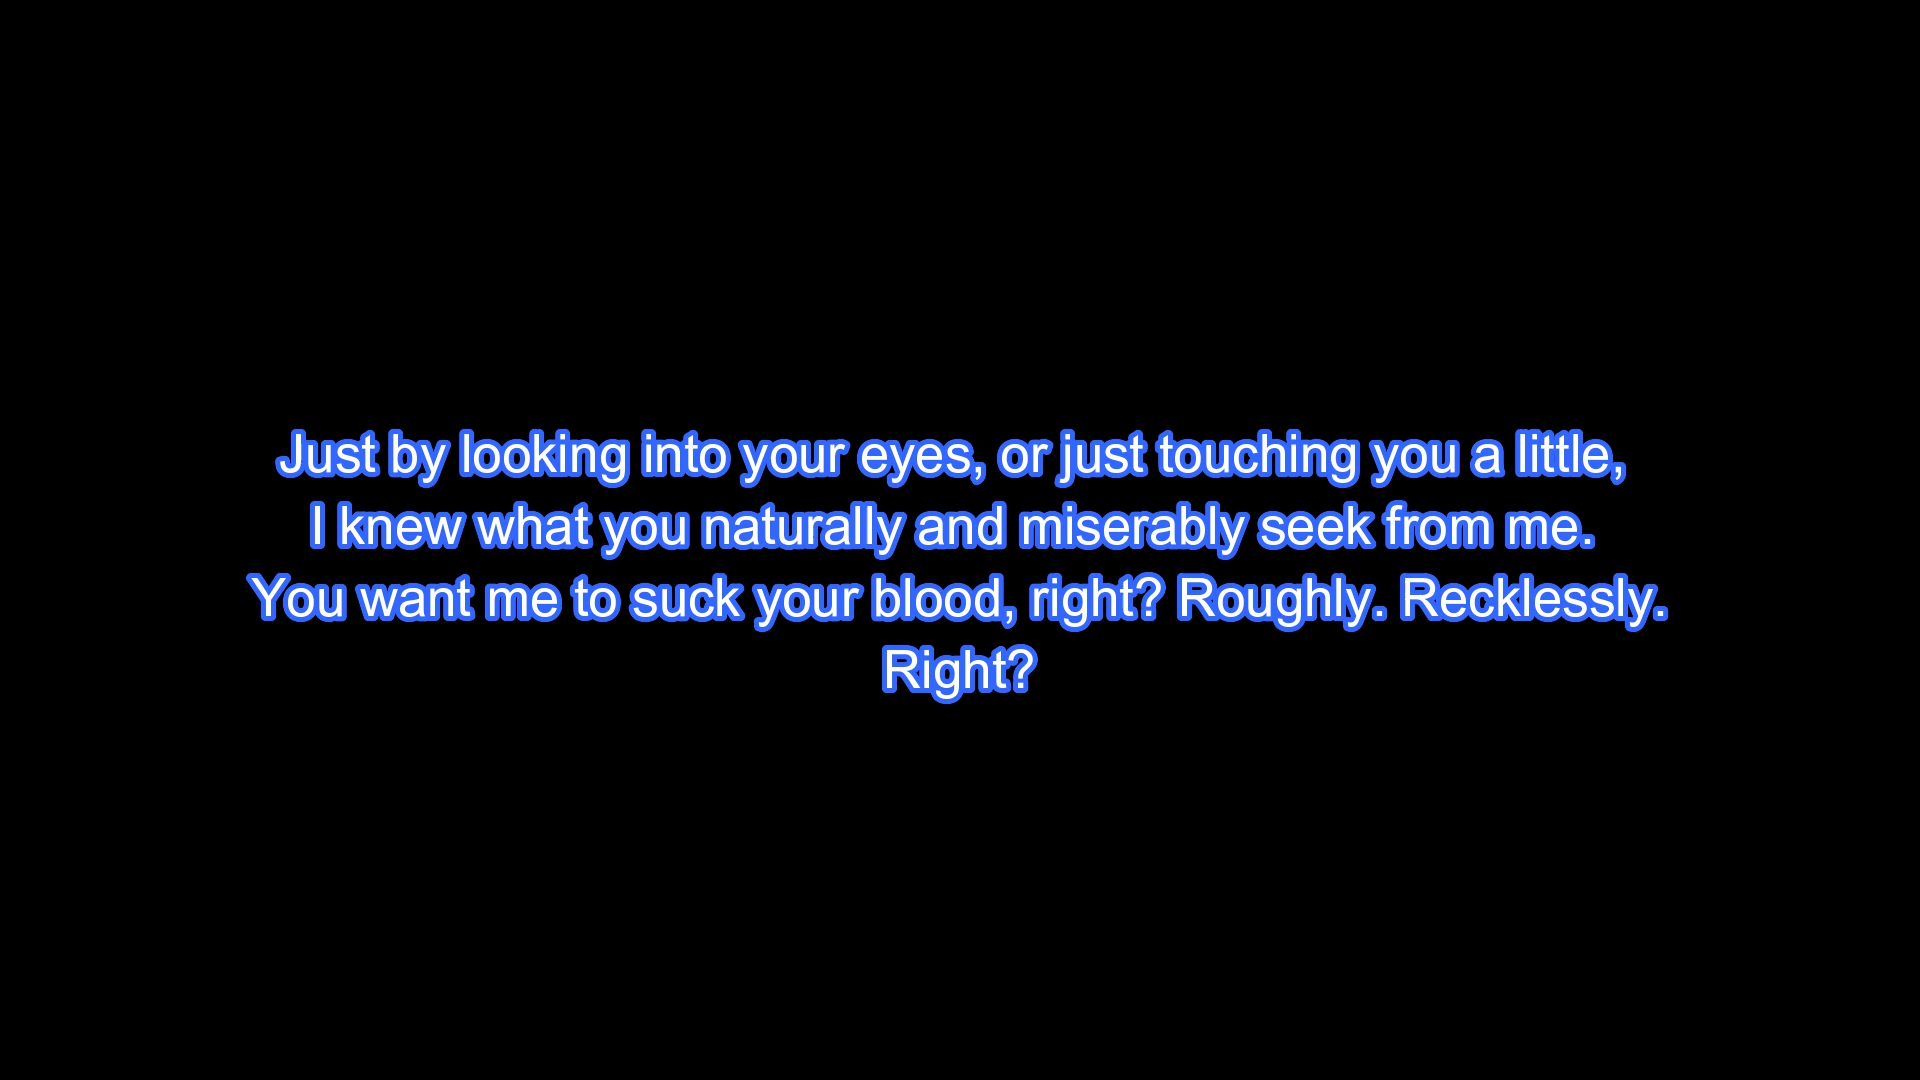 Just by looking into your eyes, or just touching you a little,
I knew what you naturally and miserably seek from me.
You want me to suck your blood, right? Roughly. Recklessly.
Right?